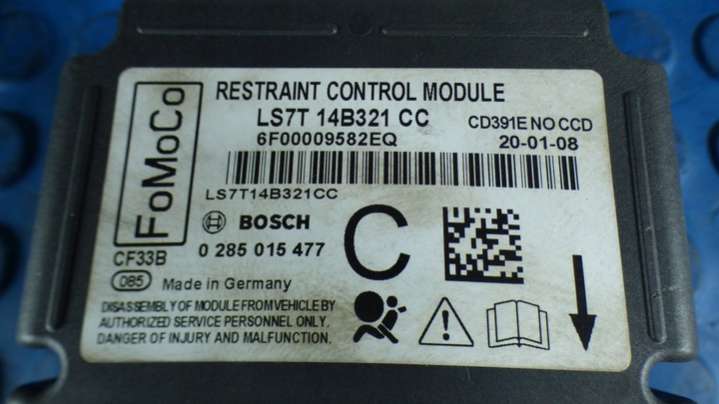 FoMoCo
RESTRAINT CONTROL MODULE
LS7T 14B321 CC
CD391E NO CCD
6F00009582EQ
20-01-08
LS7T14B321CC
BOSCH
C
0 285 015 477
CF33B
085
Made in Germany
DISASSEMBLY OF MODULE FROM VEHICLE BY
AUTHORIZED SERVICE PERSONNEL ONLY.
DANGER OF INJURY AND MALFUNCTION.